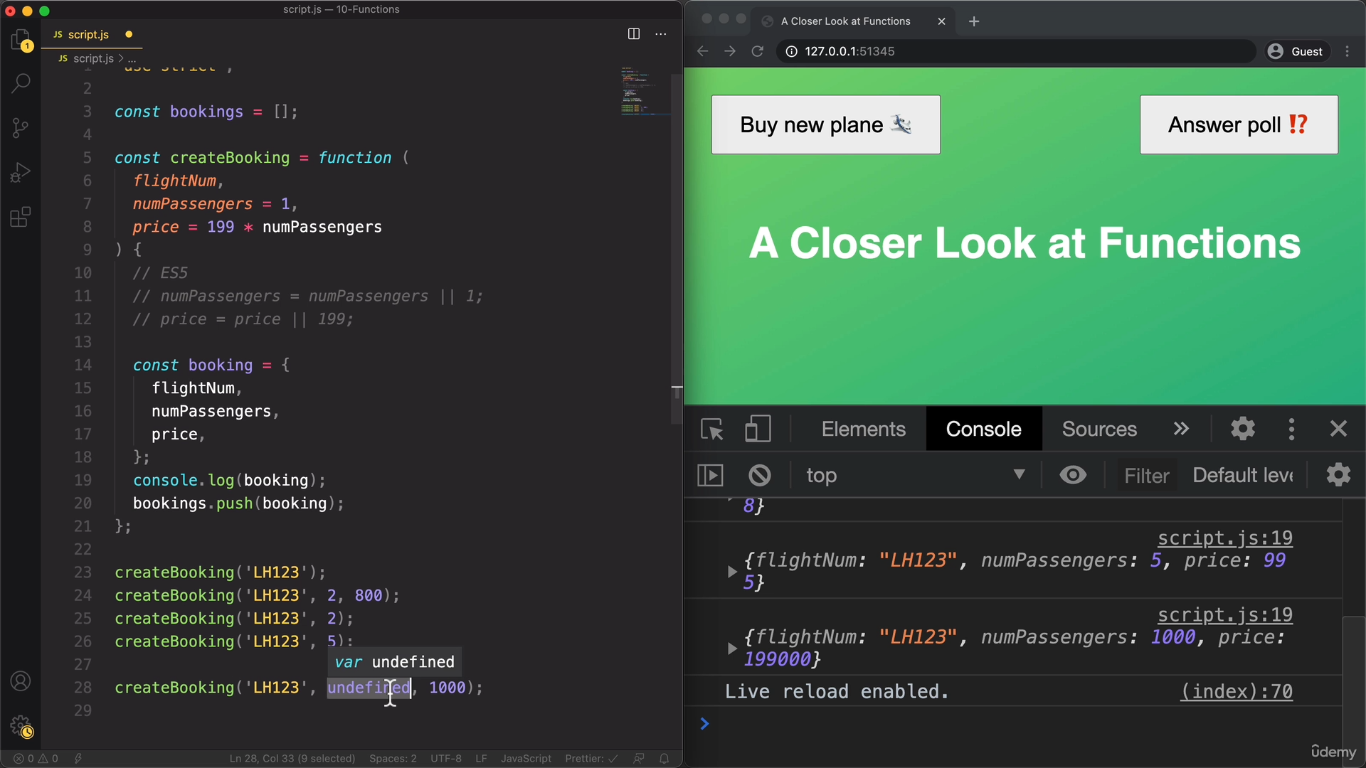 script.js — 10-Functions
JS script.js
JS script.js > ...
1 'use strict';
2
3 const bookings = [];
4
5 const createBooking = function (
6 flightNum,
7 numPassengers = 1,
8 price = 199 * numPassengers
9 ) {
10 // ES5
11 // numPassengers = numPassengers || 1;
12 // price = price || 199;
13
14 const booking = {
15 flightNum,
16 numPassengers,
17 price,
18 };
19 console.log(booking);
20 bookings.push(booking);
21 };
22
23 createBooking('LH123');
24 createBooking('LH123', 2, 800);
25 createBooking('LH123', 2);
26 createBooking('LH123', 5);
27
var undefined
28 createBooking('LH123', undefined, 1000);
29
1
0 0
Ln 28, Col 33 (9 selected)
Spaces: 2
UTF-8
LF
JavaScript
Prettier: ✓
A Closer Look at Functions
127.0.0.1:51345
Guest
Buy new plane 🛩
Answer poll ⁉️
A Closer Look at Functions
Elements
Console
Sources
top
Filter
Default leve
8}
script.js:19
{flightNum: "LH123", numPassengers: 5, price: 99
5}
script.js:19
{flightNum: "LH123", numPassengers: 1000, price:
199000}
Live reload enabled.
(index):70
udemy